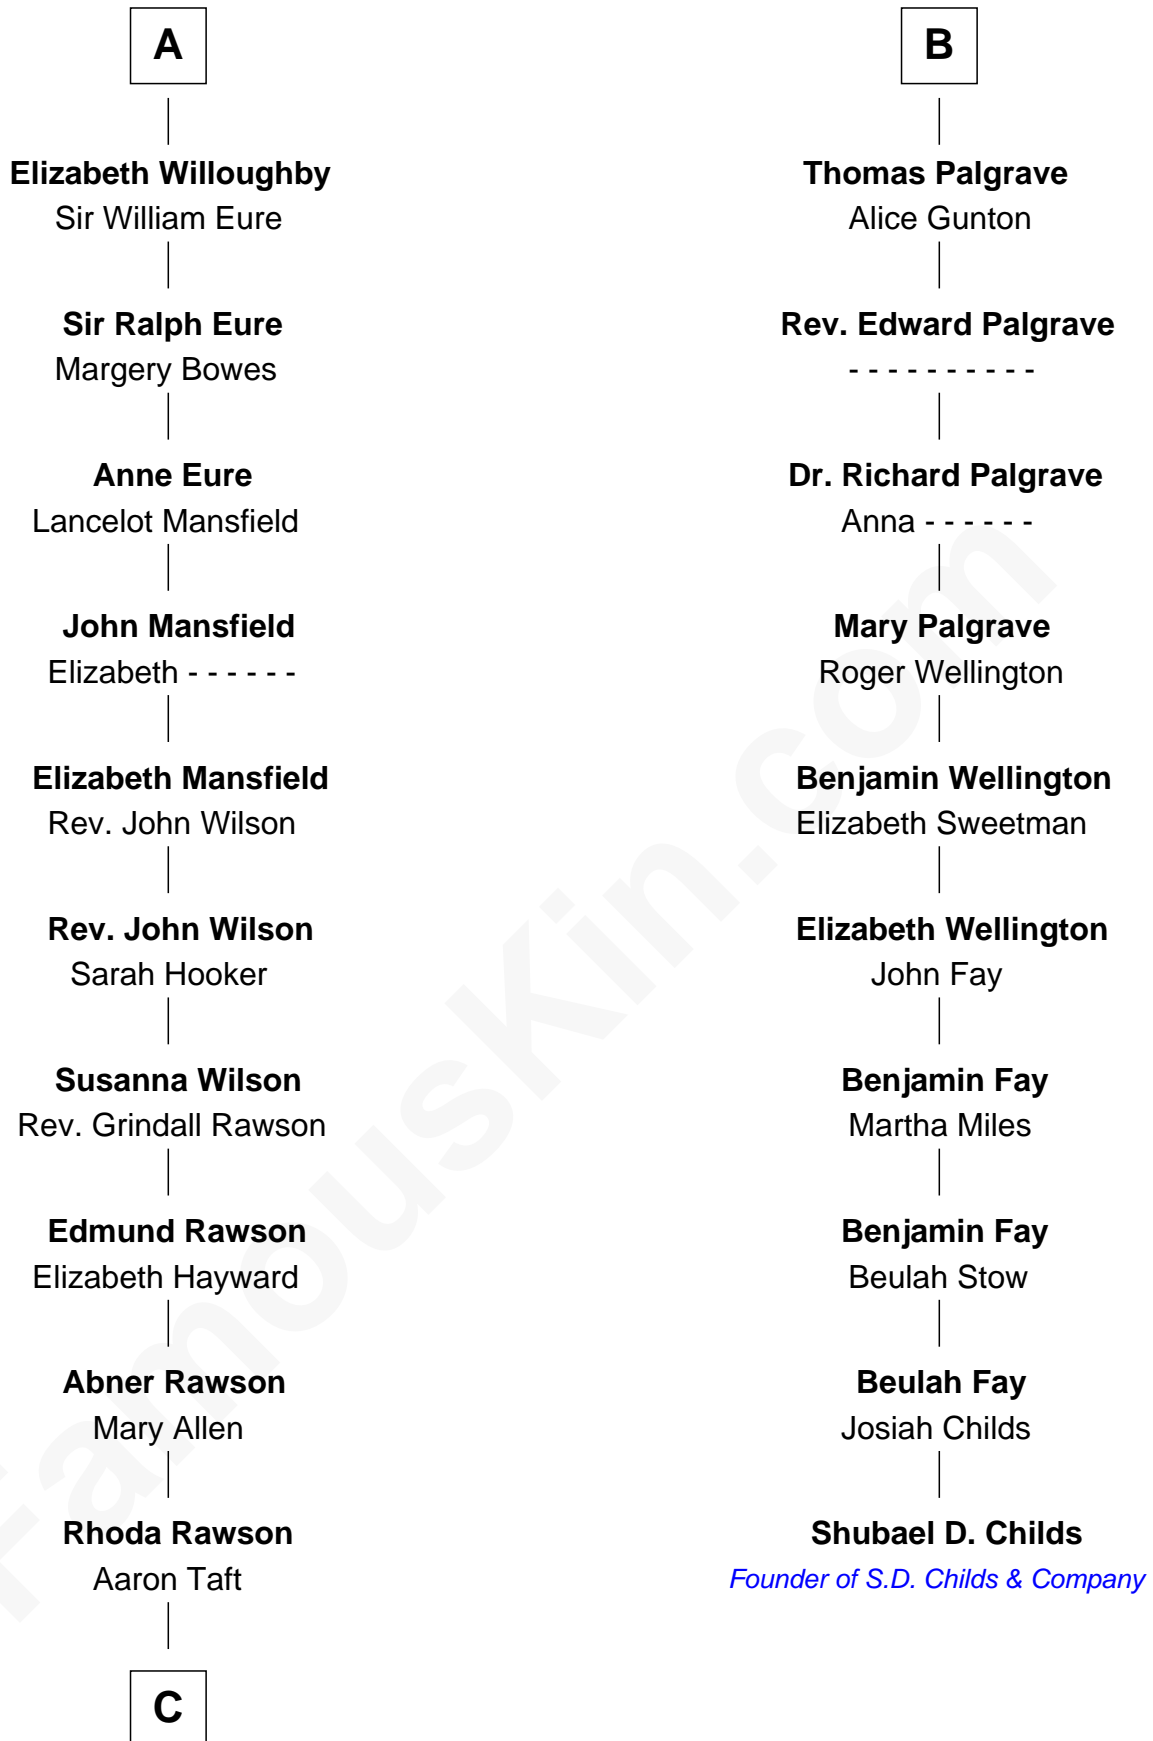 A
Elizabeth Willoughby
Sir William Eure
Sir Ralph Eure
Margery Bowes
Anne Eure
Lancelot Mansfield
John Mansfield
Elizabeth - - - - - -
Elizabeth Mansfield
Rev. John Wilson
Rev. John Wilson
Sarah Hooker
Susanna Wilson
Rev. Grindall Rawson
Edmund Rawson
Elizabeth Hayward
Abner Rawson
Mary Allen
Rhoda Rawson
Aaron Taft
C
B
Thomas Palgrave
Alice Gunton
Rev. Edward Palgrave
- - - - - - - - - -
Dr. Richard Palgrave
Anna - - - - - -
Mary Palgrave
Roger Wellington
Benjamin Wellington
Elizabeth Sweetman
Elizabeth Wellington
John Fay
Benjamin Fay
Martha Miles
Benjamin Fay
Beulah Stow
Beulah Fay
Josiah Childs
Shubael D. Childs
Founder of S.D. Childs & Company
FamousKin.com